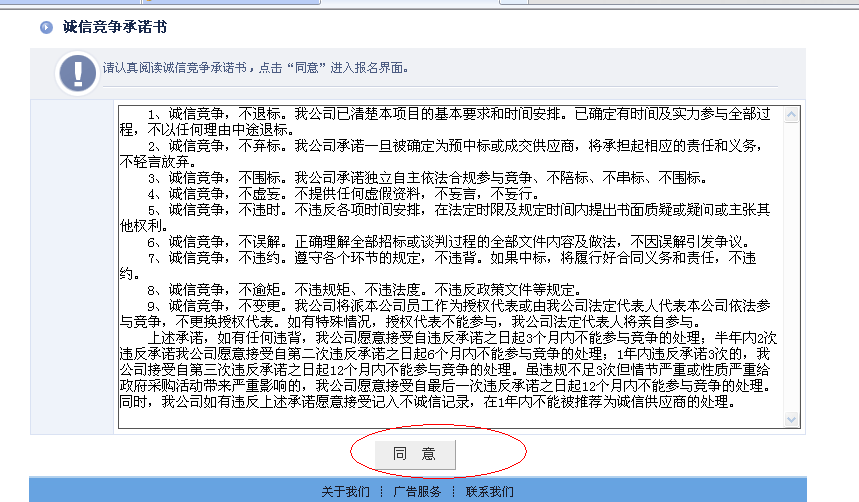 诚信竞争承诺书
请认真阅读诚信竞争承诺书，点击“同意”进入报名界面。
1、诚信竞争，不退标。我公司已清楚本项目的基本要求和时间安排。已确定有时间及实力参与全部过
程，不以任何理由中途退标。
2、诚信竞争，不弃标。我公司承诺一旦被确定为预中标或成交供应商，将承担起相应的责任和义务，
不轻言放弃。
3、诚信竞争，不围标。我公司承诺独立自主依法合规参与竞争、不陪标、不串标、不围标。
4、诚信竞争，不虚妄。不提供任何虚假资料，不妄言，不妄行。
5、诚信竞争，不违时。不违反各项时间安排，在法定时限及规定时间内提出书面质疑或疑问或主张其
他权利。
6、诚信竞争，不误解。正确理解全部招标或谈判过程的全部文件内容及做法，不因误解引发争议。
7、诚信竞争，不违约。遵守各个环节的规定，不违背。如果中标，将履行好合同义务和责任，不违
约。
8、诚信竞争，不逾矩。不违规矩、不违法度。不违反政策文件等规定。
9、诚信竞争，不变更。我公司将派本公司员工作为授权代表或由我公司法定代表人代表本公司依法参
与竞争，不更换授权代表。如有特殊情况，授权代表不能参与，我公司法定代表人将亲自参与。
上述承诺，如有任何违背，我公司愿意接受自违反承诺之日起3个月内不能参与竞争的处理；半年内2次
违反承诺我公司愿意接受自第二次违反承诺之日起6个月内不能参与竞争的处理；1年内违反承诺3次的，我
公司接受自第三次违反承诺之日起12个月内不能参与竞争的处理。虽违规不足3次但情节严重或性质严重给
政府采购活动带来严重影响的，我公司愿意接受自最后一次违反承诺之日起12个月内不能参与竞争的处理。
同时，我公司如有违反上述承诺愿意接受记入不诚信记录，在1年内不能被推荐为诚信供应商的处理。
同 意
关于我们 ┊ 广告服务 ┊ 联系我们